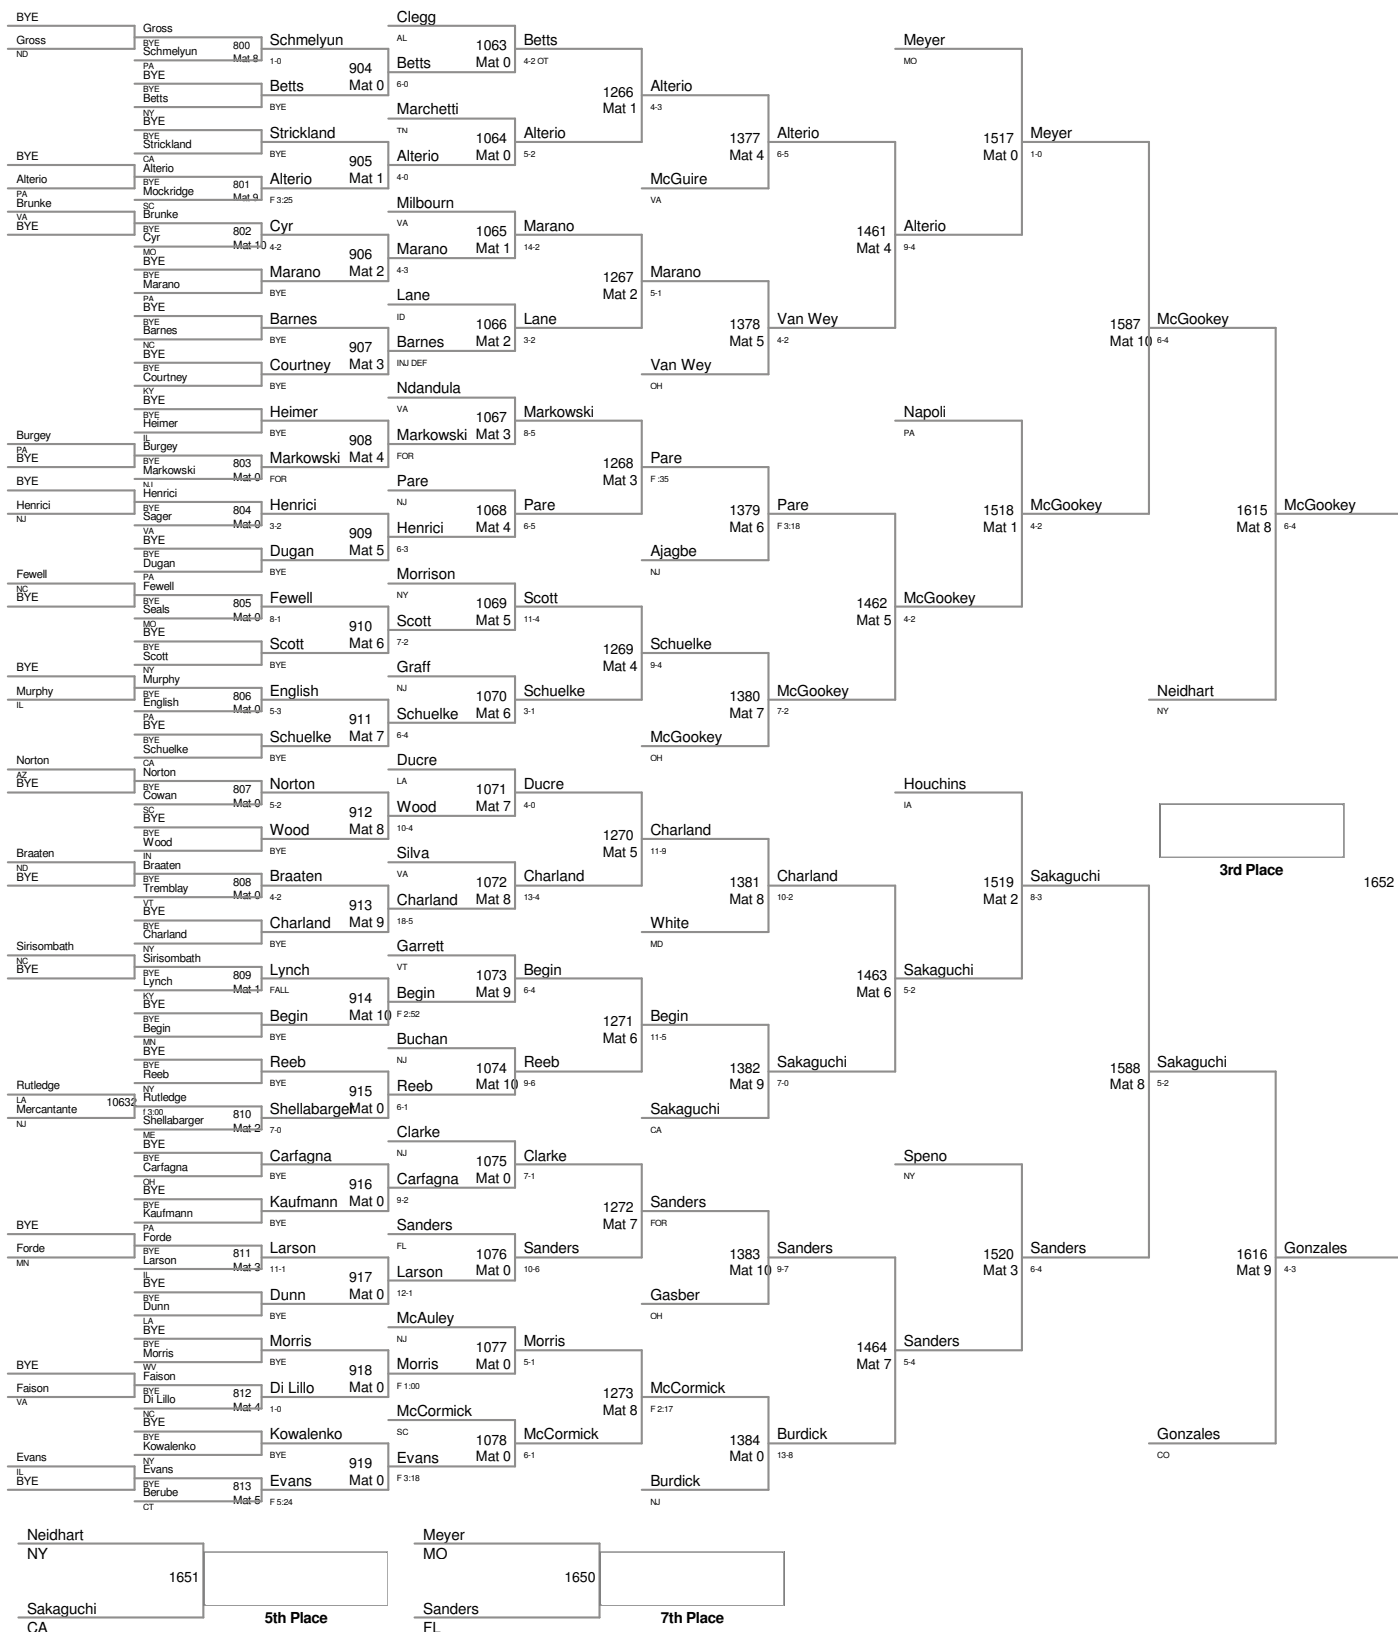 BYE
Gross
ND
BYE
Alterio
PA
Brunke
VA
BYE
Burgey
PA
BYE
BYE
Henrici
NJ
Fewell
NC
BYE
BYE
Murphy
IL
Norton
AZ
BYE
Braaten
ND
BYE
Sirisombath
NC
BYE
Rutledge
LA
Mercantante
NJ
10632
BYE
Forde
MN
BYE
Faison
VA
Evans
IL
BYE
Gross
BYE
Schmelyun
PA
BYE
BYE
Betts
NY
BYE
BYE
Strickland
CA
Alterio
BYE
Mockridge
SC
Brunke
BYE
Cyr
MO
BYE
BYE
Marano
PA
BYE
BYE
Barnes
NC
BYE
BYE
Courtney
KY
BYE
BYE
Heimer
IL
Burgey
BYE
Markowski
NJ
Henrici
BYE
Sager
VA
BYE
BYE
Dugan
PA
Fewell
BYE
Seals
MO
BYE
BYE
Scott
NY
Murphy
BYE
English
PA
BYE
BYE
Schuelke
CA
Norton
BYE
Cowan
SC
BYE
BYE
Wood
IN
Braaten
BYE
Tremblay
VT
BYE
BYE
Charland
NY
Sirisombath
BYE
Lynch
KY
BYE
BYE
Begin
MN
BYE
BYE
Reeb
NY
Rutledge
f 3:00
Shellabarger
ME
BYE
BYE
Carfagna
OH
BYE
BYE
Kaufmann
PA
Forde
BYE
Larson
IL
BYE
BYE
Dunn
LA
BYE
BYE
Morris
WV
Faison
BYE
Di Lillo
NC
BYE
BYE
Kowalenko
NY
Evans
BYE
Berube
CT
800
Mat 8
801
Mat 9
802
Mat 10
803
Mat 0
804
Mat 0
805
Mat 0
806
Mat 0
807
Mat 0
808
Mat 0
809
Mat 1
810
Mat 2
811
Mat 3
812
Mat 4
813
Mat 5
Schmelyun
1-0
Betts
BYE
Strickland
BYE
Alterio
F 3:25
Cyr
4-2
Marano
BYE
Barnes
BYE
Courtney
BYE
Heimer
BYE
Markowski
FOR
Henrici
3-2
Dugan
BYE
Fewell
8-1
Scott
BYE
English
5-3
Schuelke
BYE
Norton
5-2
Wood
BYE
Braaten
4-2
Charland
BYE
Lynch
FALL
Begin
BYE
Reeb
BYE
Shellabarger
7-0
Carfagna
BYE
Kaufmann
BYE
Larson
11-1
Dunn
BYE
Morris
BYE
Di Lillo
1-0
Kowalenko
BYE
Evans
F 5:24
904
Mat 0
905
Mat 1
906
Mat 2
907
Mat 3
908
Mat 4
909
Mat 5
910
Mat 6
911
Mat 7
912
Mat 8
913
Mat 9
914
Mat 10
915
Mat 0
916
Mat 0
917
Mat 0
918
Mat 0
919
Mat 0
Clegg
AL
Betts
6-0
Marchetti
TN
Alterio
4-0
Milbourn
VA
Marano
4-3
Lane
ID
Barnes
INJ DEF
Ndandula
VA
Markowski
FOR
Pare
NJ
Henrici
6-3
Morrison
NY
Scott
7-2
Graff
NJ
Schuelke
6-4
Ducre
LA
Wood
10-4
Silva
VA
Charland
18-5
Garrett
VT
Begin
F 2:52
Buchan
NJ
Reeb
6-1
Clarke
NJ
Carfagna
9-2
Sanders
FL
Larson
12-1
McAuley
NJ
Morris
F 1:00
McCormick
SC
Evans
F 3:18
1063
Mat 0
1064
Mat 0
1065
Mat 1
1066
Mat 2
1067
Mat 3
1068
Mat 4
1069
Mat 5
1070
Mat 6
1071
Mat 7
1072
Mat 8
1073
Mat 9
1074
Mat 10
1075
Mat 0
1076
Mat 0
1077
Mat 0
1078
Mat 0
Betts
4-2 OT
Alterio
5-2
Marano
14-2
Lane
3-2
Markowski
8-5
Pare
6-5
Scott
11-4
Schuelke
3-1
Ducre
4-0
Charland
13-4
Begin
6-4
Reeb
9-6
Clarke
7-1
Sanders
10-6
Morris
5-1
McCormick
6-1
1266
Mat 1
1267
Mat 2
1268
Mat 3
1269
Mat 4
1270
Mat 5
1271
Mat 6
1272
Mat 7
1273
Mat 8
Alterio
4-3
McGuire
VA
Marano
5-1
Van Wey
OH
Pare
F :35
Ajagbe
NJ
Schuelke
9-4
McGookey
OH
Charland
11-9
White
MD
Begin
11-5
Sakaguchi
CA
Sanders
FOR
Gasber
OH
McCormick
F 2:17
Burdick
NJ
1377
Mat 4
1378
Mat 5
1379
Mat 6
1380
Mat 7
1381
Mat 8
1382
Mat 9
1383
Mat 10
1384
Mat 0
Alterio
6-5
Van Wey
4-2
Pare
F 3:18
McGookey
7-2
Charland
10-2
Sakaguchi
7-0
Sanders
9-7
Burdick
13-8
1461
Mat 4
1462
Mat 5
1463
Mat 6
1464
Mat 7
Meyer
MO
Alterio
9-4
Napoli
PA
McGookey
4-2
Houchins
IA
Sakaguchi
5-2
Speno
NY
Sanders
5-4
1517
Mat 0
1518
Mat 1
1519
Mat 2
1520
Mat 3
Meyer
1-0
McGookey
4-2
Sakaguchi
8-3
Sanders
6-4
1587
Mat 10
1588
Mat 8
McGookey
6-4
Neidhart
NY
Sakaguchi
5-2
Gonzales
CO
1615
Mat 8
1616
Mat 9
McGookey
6-4
Gonzales
4-3
3rd Place
1652
Neidhart
NY
1651
Sakaguchi
CA
5th Place
Meyer
MO
1650
Sanders
FL
7th Place